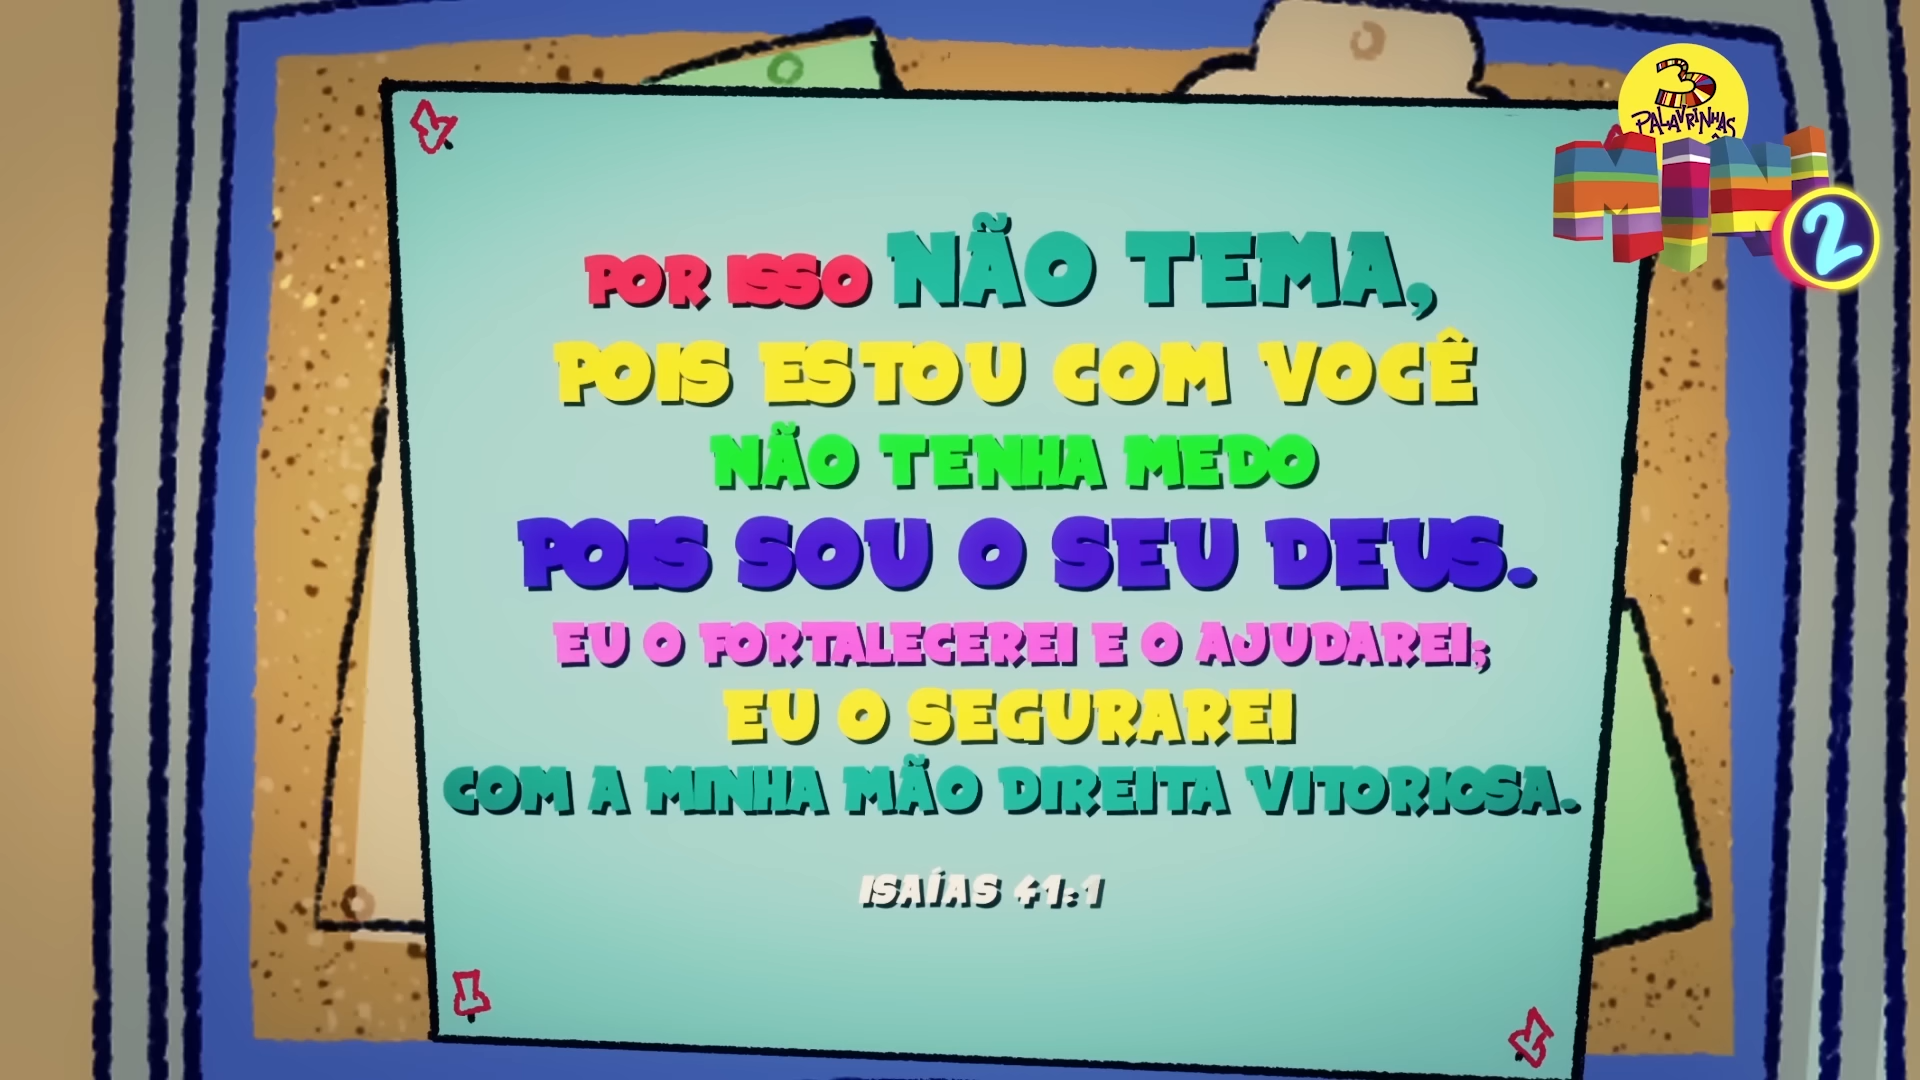 3
PALAVRINHAS
MINI
2
POR ISSO NÃO TEMA,
POIS ESTOU COM VOCÊ
NÃO TENHA MEDO
POIS SOU O SEU DEUS.
EU O FORTALECEREI E O AJUDAREI;
EU O SEGURAREI
COM A MINHA MÃO DIREITA VITORIOSA.
ISAÍAS 41:1